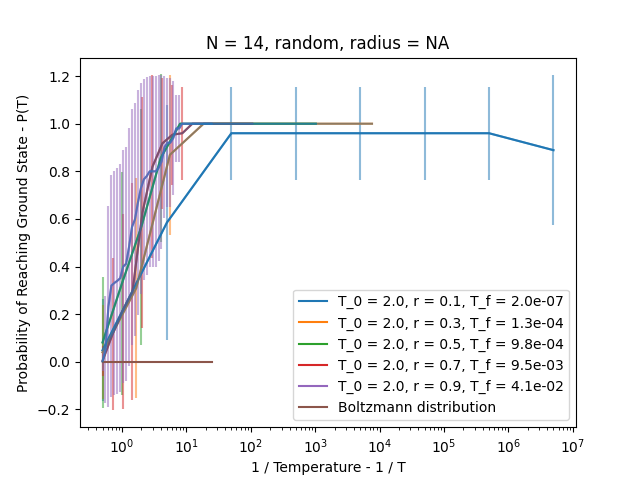 N = 14, random, radius = NA
Probability of Reaching Ground State - P(T)
1.2
1.0
0.8
0.6
0.4
0.2
0.0
−0.2
T_0 = 2.0, r = 0.1, T_f = 2.0e-07
T_0 = 2.0, r = 0.3, T_f = 1.3e-04
T_0 = 2.0, r = 0.5, T_f = 9.8e-04
T_0 = 2.0, r = 0.7, T_f = 9.5e-03
T_0 = 2.0, r = 0.9, T_f = 4.1e-02
Boltzmann distribution
10⁰ 10¹ 10² 10³ 10⁴ 10⁵ 10⁶ 10⁷
1 / Temperature - 1 / T